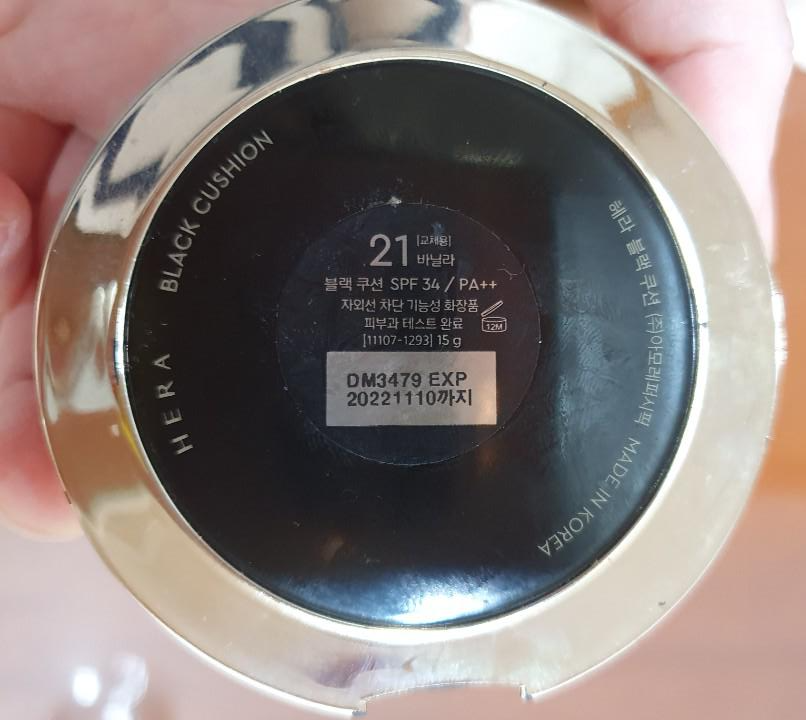 HERA BLACK CUSHION
21 [교체용]
바닐라
블랙 쿠션 SPF 34 / PA++
자외선 차단 기능성 화장품
피부과 테스트 완료
12M
[11107-1293] 15 g
DM3479 EXP
20221110까지
헤라 블랙 쿠션 (주)아모레퍼시픽 MADE IN KOREA